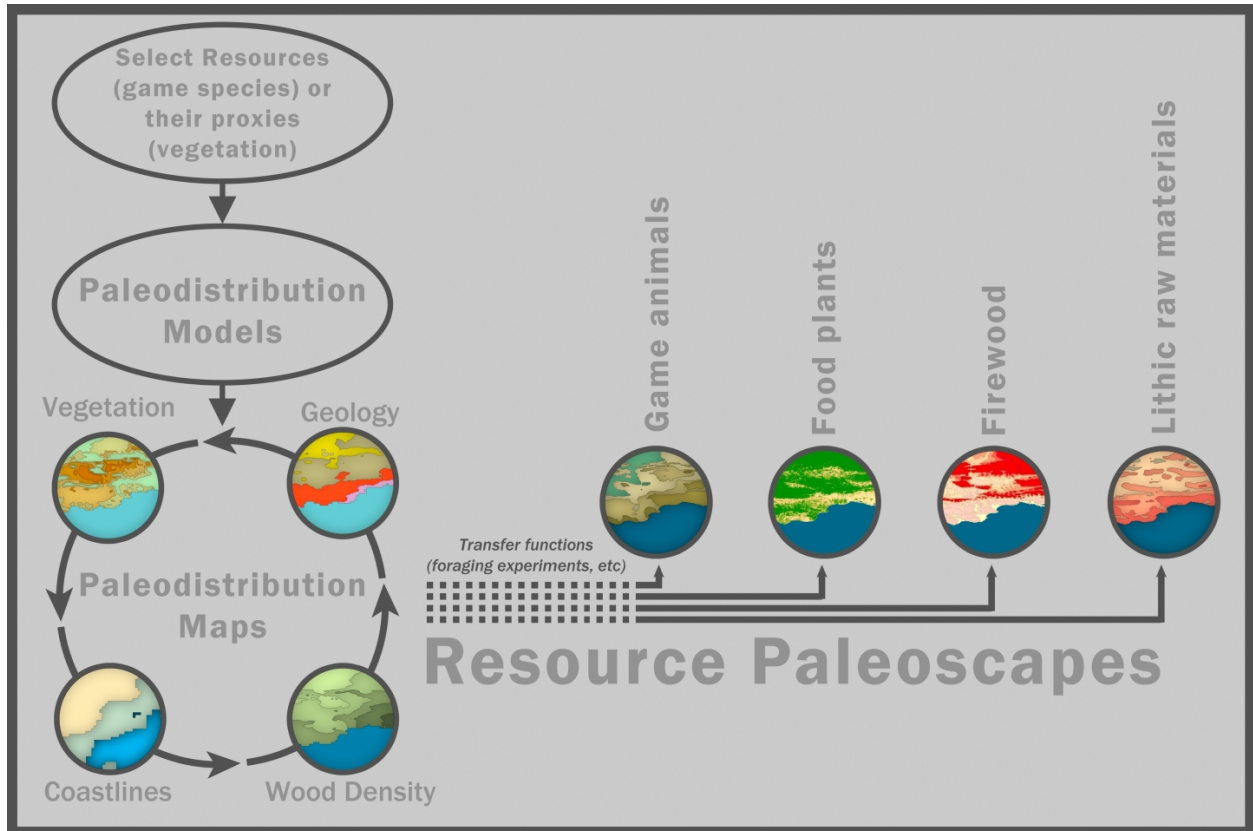 Select Resources
(game species) or
their proxies
(vegetation)
Paleodistribution
Models
Vegetation
Geology
Paleodistribution
Maps
Coastlines
Wood Density
Transfer functions
(foraging experiments, etc)
Game animals
Food plants
Firewood
Lithic raw materials
Resource Paleoscapes